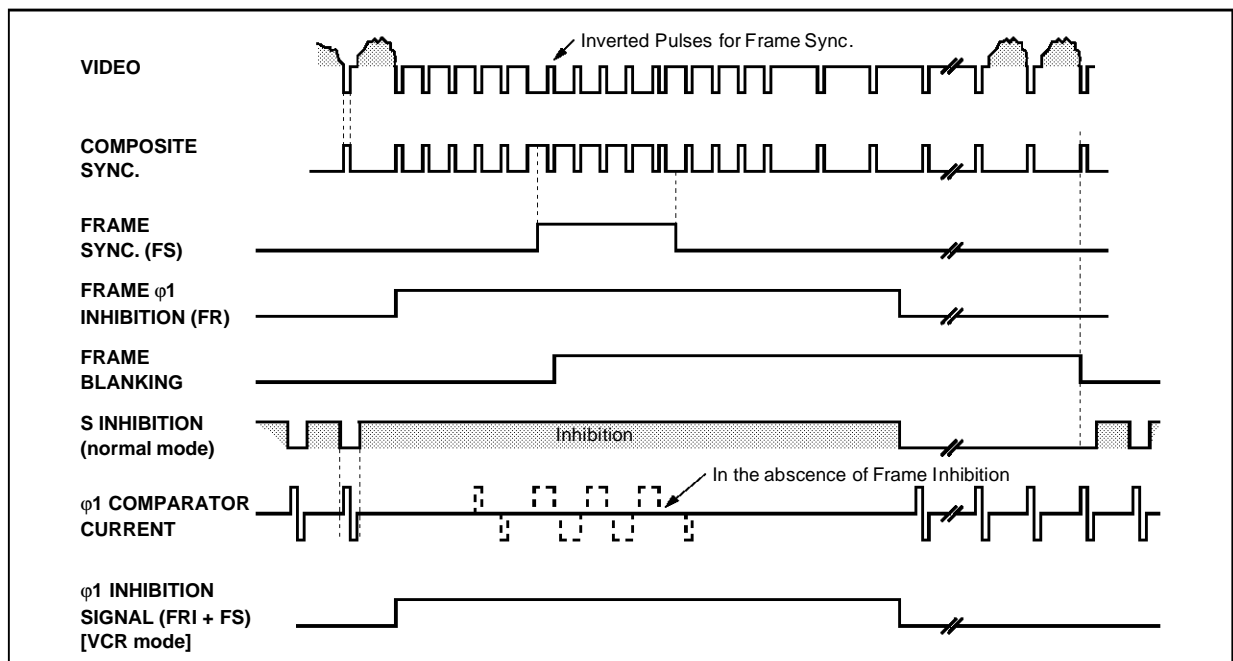 Inverted Pulses for Frame Sync.
VIDEO
COMPOSITE
SYNC.
FRAME
SYNC. (FS)
FRAME φ1
INHIBITION (FR)
FRAME
BLANKING
S INHIBITION
(normal mode)
Inhibition
In the abscence of Frame Inhibition
φ1 COMPARATOR
CURRENT
φ1 INHIBITION
SIGNAL (FRI + FS)
[VCR mode]